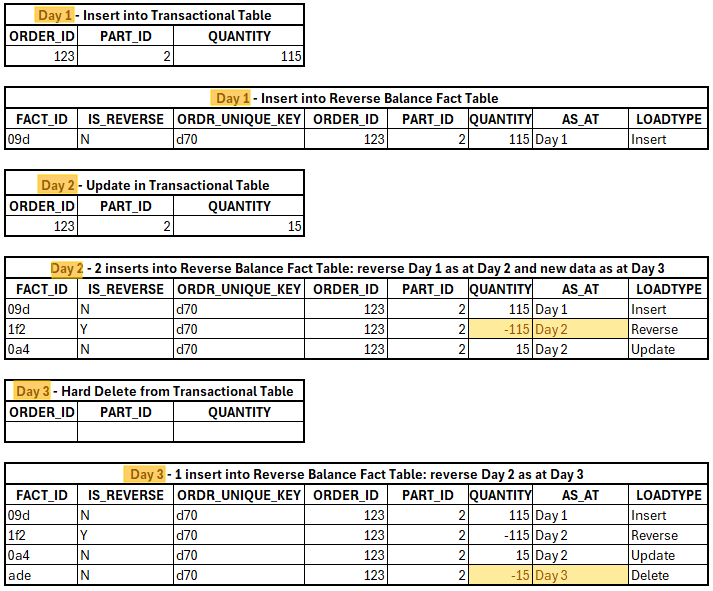 Day 1 - Insert into Transactional Table
ORDER_ID PART_ID QUANTITY
123 2 115
Day 1 - Insert into Reverse Balance Fact Table
FACT_ID IS_REVERSE ORDR_UNIQUE_KEY ORDER_ID PART_ID QUANTITY AS_AT LOADTYPE
09d N d70 123 2 115 Day 1 Insert
Day 2 - Update in Transactional Table
ORDER_ID PART_ID QUANTITY
123 2 15
Day 2 - 2 inserts into Reverse Balance Fact Table: reverse Day 1 as at Day 2 and new data as at Day 3
FACT_ID IS_REVERSE ORDR_UNIQUE_KEY ORDER_ID PART_ID QUANTITY AS_AT LOADTYPE
09d N d70 123 2 115 Day 1 Insert
1f2 Y d70 123 2 -115 Day 2 Reverse
0a4 N d70 123 2 15 Day 2 Update
Day 3 - Hard Delete from Transactional Table
ORDER_ID PART_ID QUANTITY
Day 3 - 1 insert into Reverse Balance Fact Table: reverse Day 2 as at Day 3
FACT_ID IS_REVERSE ORDR_UNIQUE_KEY ORDER_ID PART_ID QUANTITY AS_AT LOADTYPE
09d N d70 123 2 115 Day 1 Insert
1f2 Y d70 123 2 -115 Day 2 Reverse
0a4 N d70 123 2 15 Day 2 Update
ade N d70 123 2 -15 Day 3 Delete